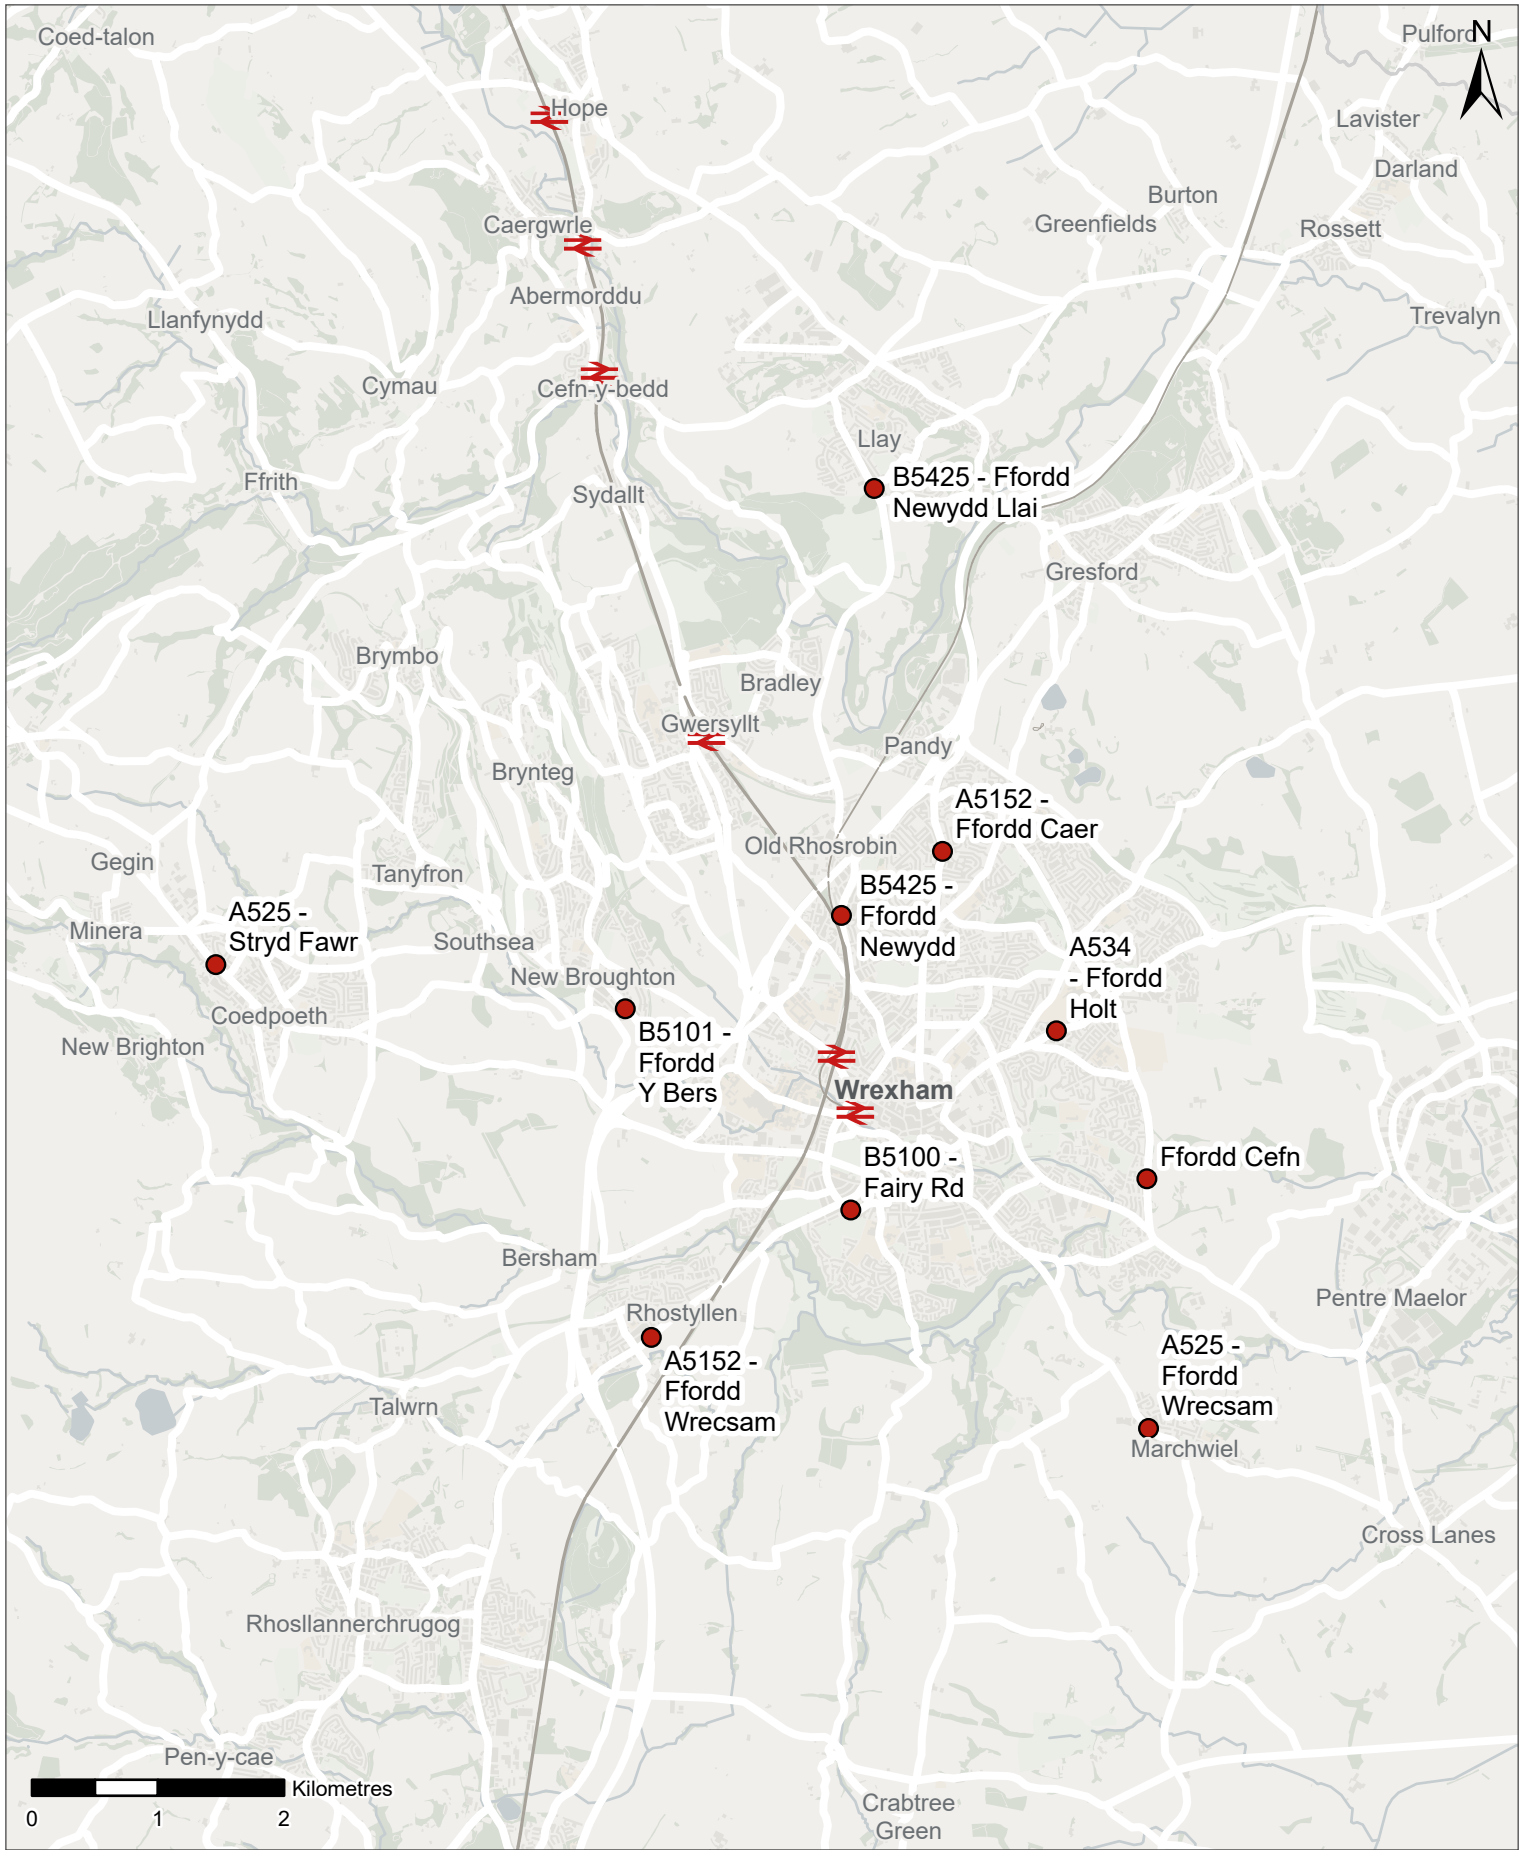 Coed-talon
Pulford
N
Hope
Lavister
Darland
Burton
Caergwrle
Greenfields
Rossett
Abermorddu
Llanfynydd
Trevalyn
Cymau
Cefn-y-bedd
Llay
B5425 - Ffordd
Newydd Llai
Ffrith
Sydallt
Gresford
Brymbo
Bradley
Gwersyllt
Pandy
Brynteg
A5152 -
Ffordd Caer
Old Rhosrobin
Gegin
Tanyfron
B5425 -
Ffordd
Newydd
A525 -
Stryd Fawr
Minera
Southsea
A534
- Ffordd
Holt
New Broughton
Coedpoeth
B5101 -
Ffordd
Y Bers
New Brighton
Wrexham
B5100 -
Fairy Rd
Ffordd Cefn
Bersham
Pentre Maelor
Rhostyllen
A5152 -
Ffordd
Wrecsam
A525 -
Ffordd
Wrecsam
Talwrn
Marchwiel
Cross Lanes
Rhosllannerchrugog
Pen-y-cae
Kilometres
0 1 2
Crabtree
Green